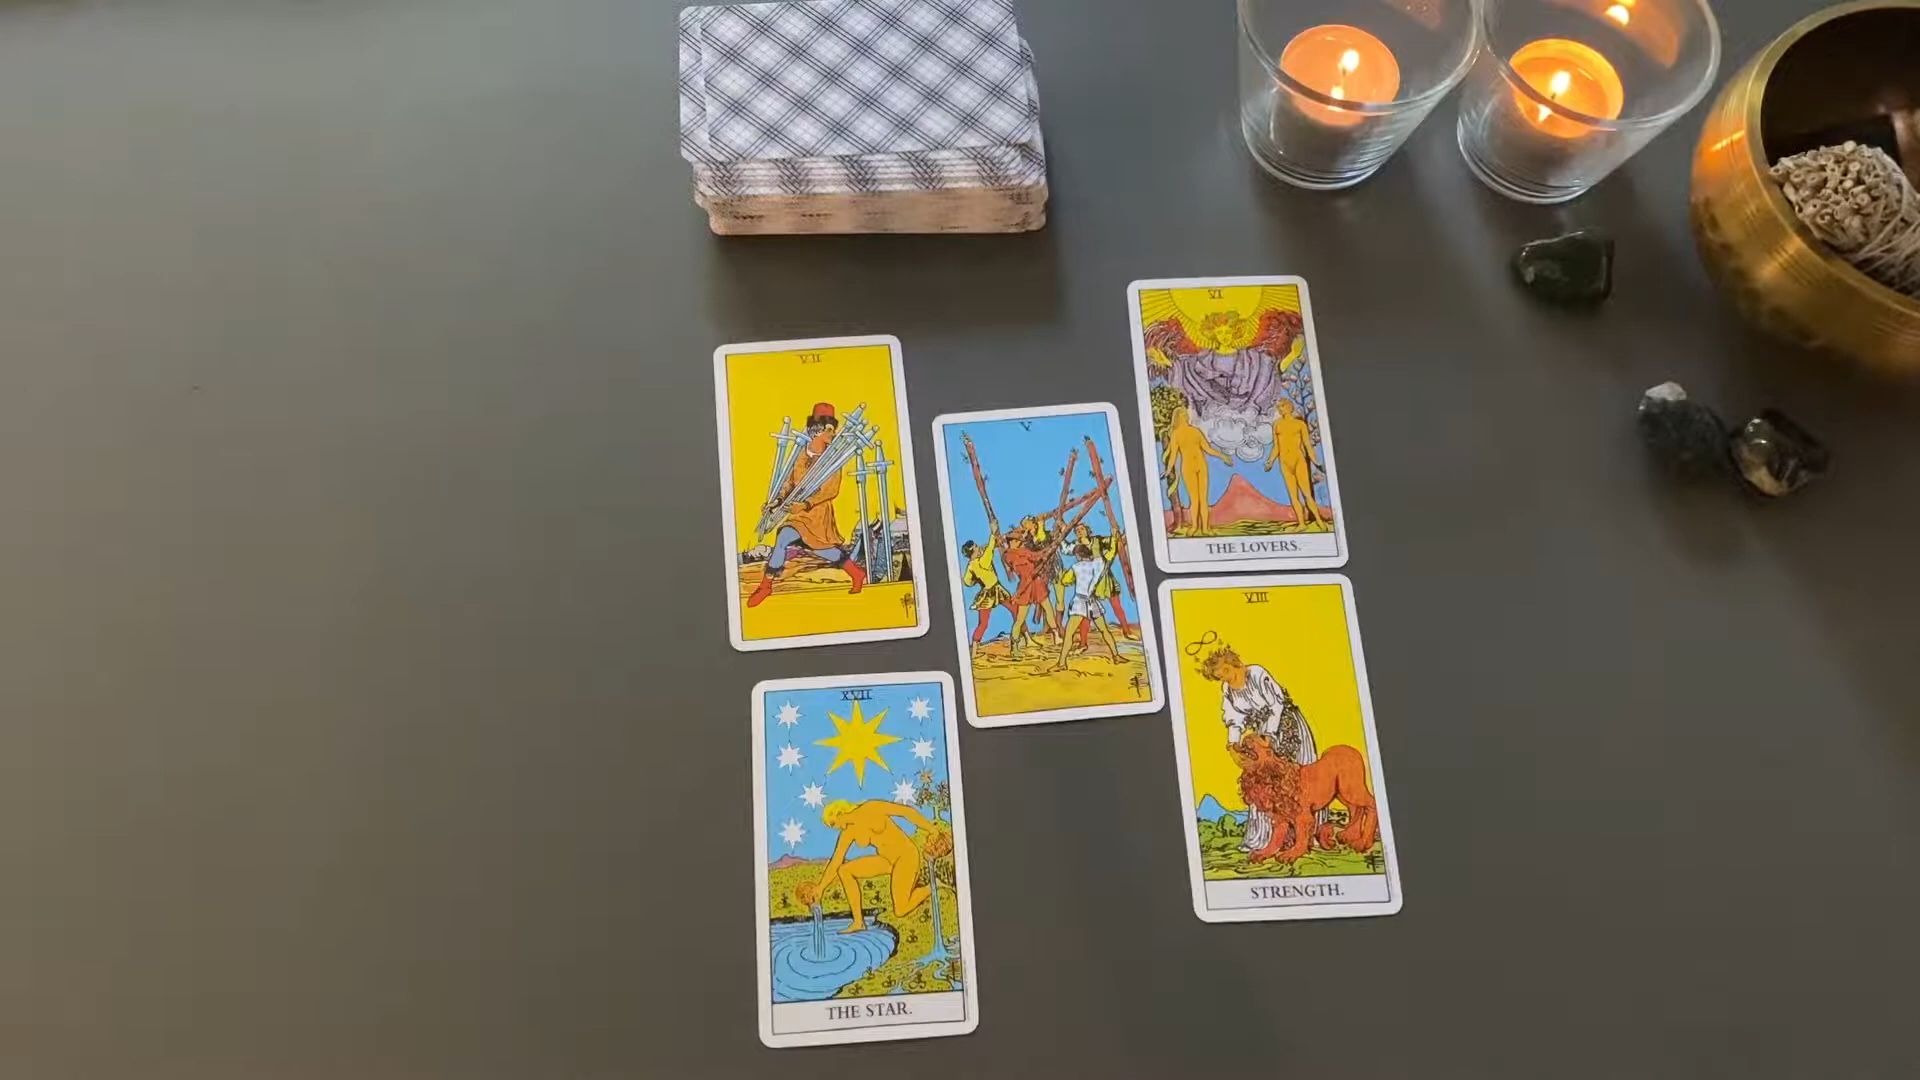 VI
THE LOVERS.
VII
V
VIII
STRENGTH.
XVII
THE STAR.